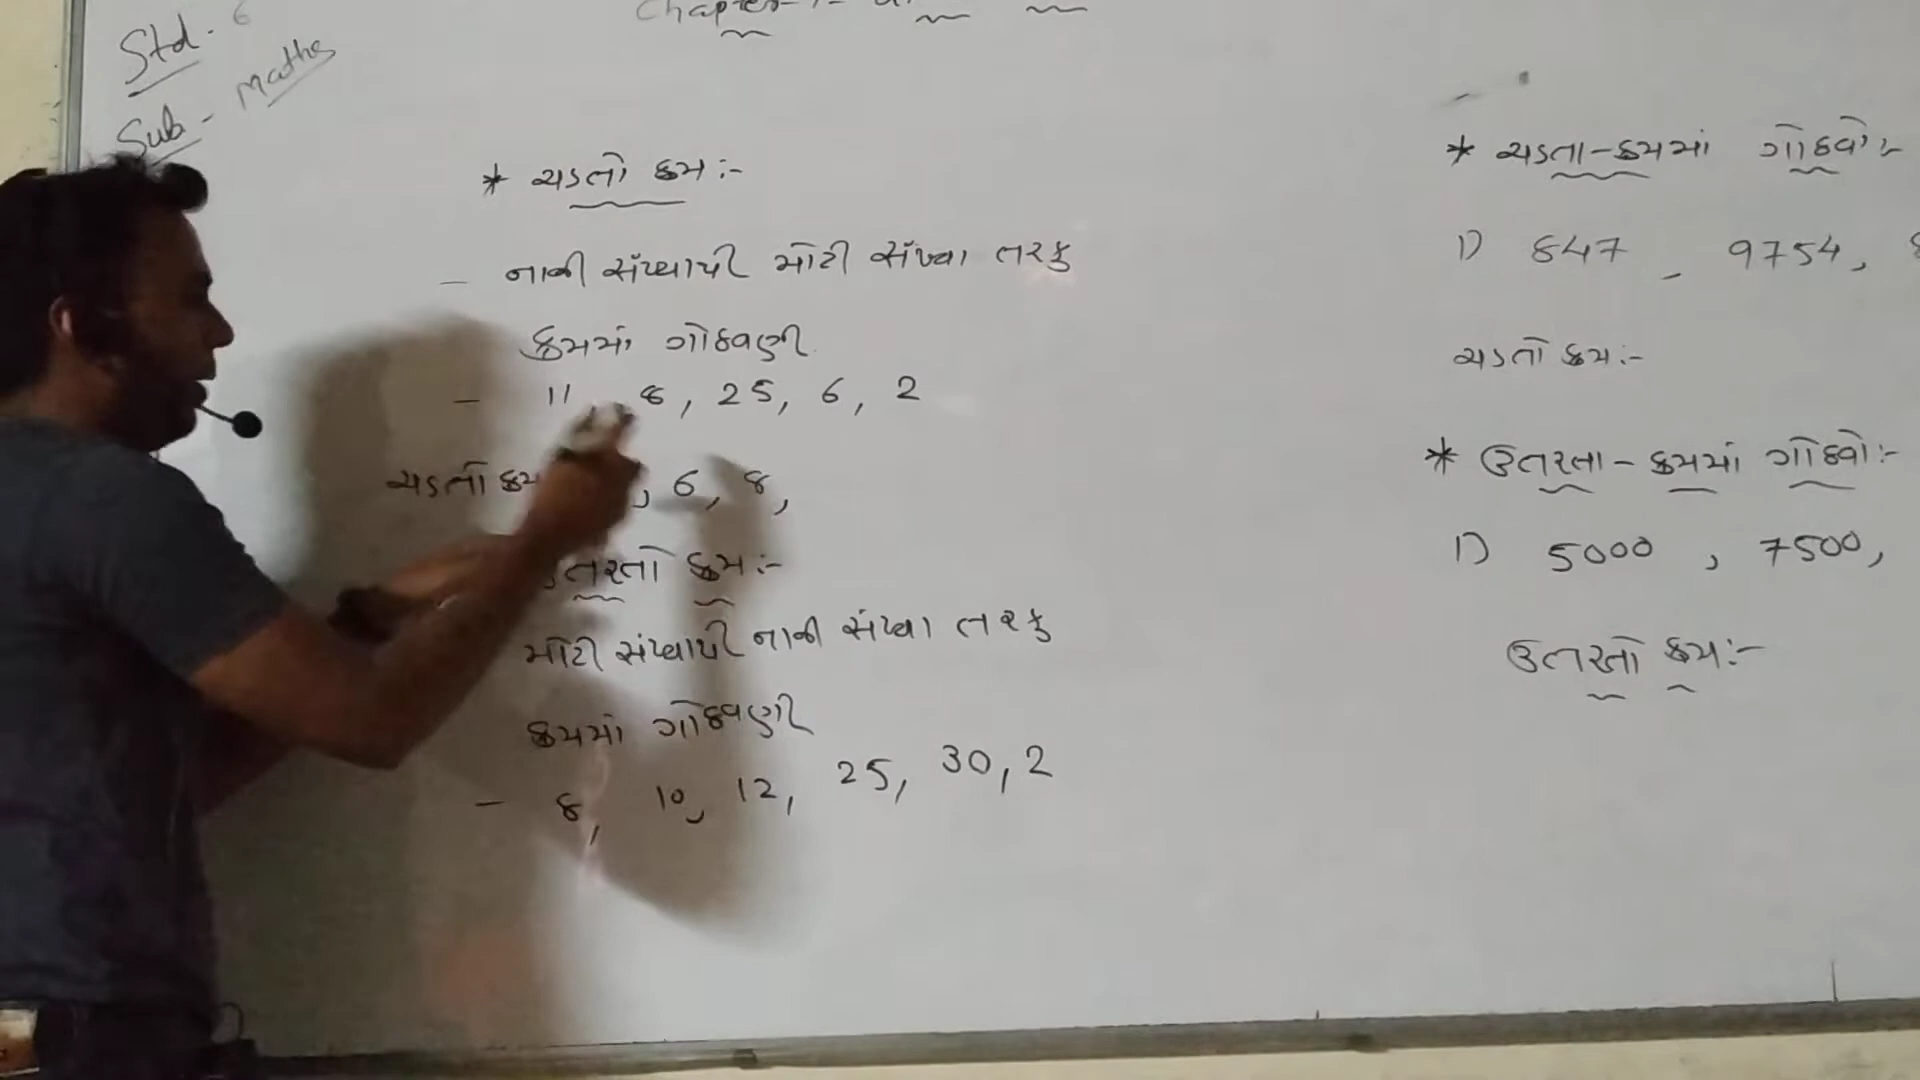 Std - 6
Sub - Maths
Chapter-1-
* ચડતો ક્રમ :-
- નાની સંખ્યાથી મોટી સંખ્યા તરફ
ક્રમમાં ગોઠવણી
- 11, 8, 25, 6, 2
ચડતો ક્રમ , 6, 8,
ઉતરતો ક્રમ :-
મોટી સંખ્યાથી નાની સંખ્યા તરફ
ક્રમમાં ગોઠવણી
- 8, 10, 12, 25, 30, 2
* ચડતા-ક્રમમાં ગોઠવો :-
1) 847 , 9754,
ચડતો ક્રમ :-
* ઉતરતા - ક્રમમાં ગોઠવો :-
1) 5000 , 7500,
ઉતરતો ક્રમ :-